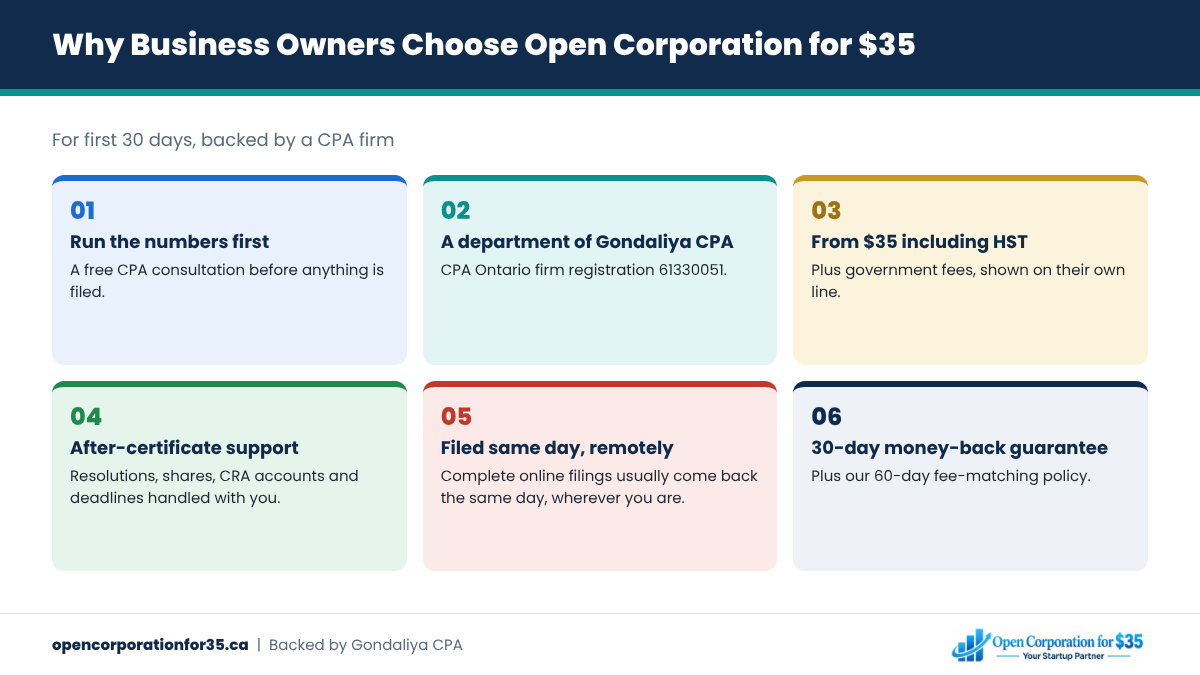 Why Business Owners Choose Open Corporation for $35
For first 30 days, backed by a CPA firm
01
Run the numbers first
A free CPA consultation before anything is
filed.
02
A department of Gondaliya CPA
CPA Ontario firm registration 61330051.
03
From $35 including HST
Plus government fees, shown on their own
line.
04
After-certificate support
Resolutions, shares, CRA accounts and
deadlines handled with you.
05
Filed same day, remotely
Complete online filings usually come back
the same day, wherever you are.
06
30-day money-back guarantee
Plus our 60-day fee-matching policy.
opencorporationfor35.ca | Backed by Gondaliya CPA
Open Corporation for $35
Your Startup Partner